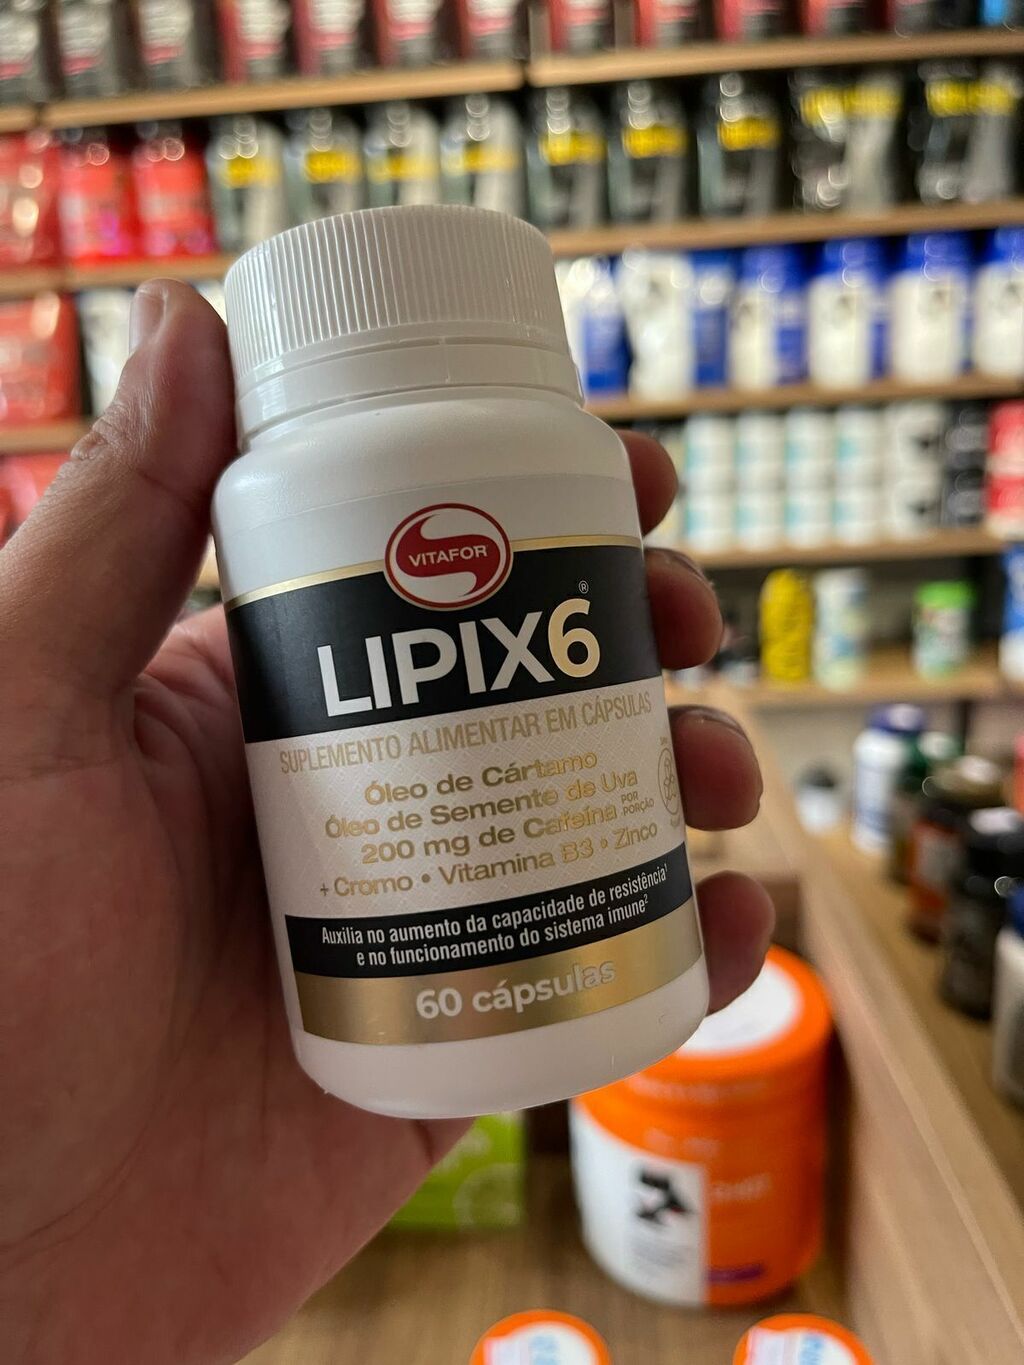 VITAFOR
LIPIX6®
SUPLEMENTO ALIMENTAR EM CÁPSULAS
Óleo de Cártamo
Óleo de Semente de Uva
200 mg de Cafeína POR PORÇÃO
+ Cromo • Vitamina B3 • Zinco
Auxilia no aumento da capacidade de resistência¹
e no funcionamento do sistema imune²
60 cápsulas